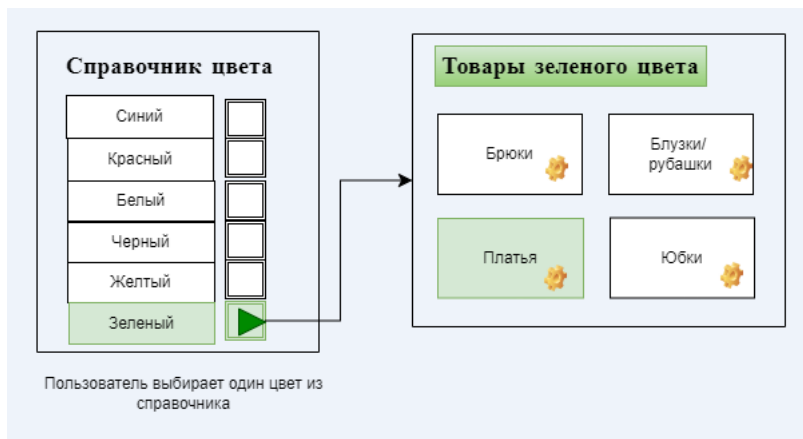 Справочник цвета
Синий
Красный
Белый
Черный
Желтый
Зеленый
Пользователь выбирает один цвет из
справочника
Товары зеленого цвета
Брюки
Блузки/
рубашки
Платья
Юбки